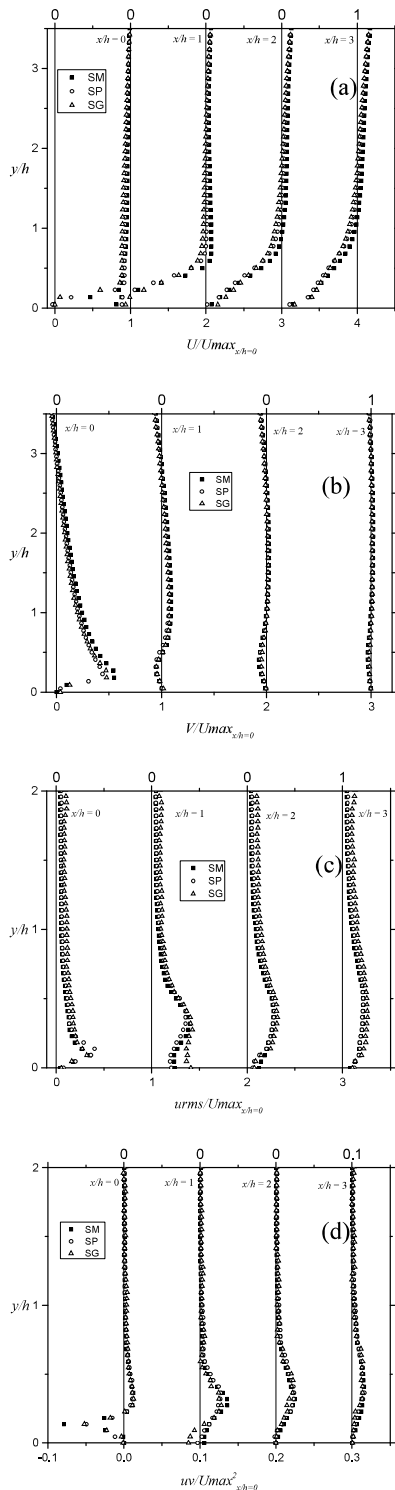 0 0 0 0
x/h = 0 x/h = 1 x/h = 2 x/h = 3
(a)
SM
SP
SG
y/h
3
2
1
0
0 1 2 3 4
U/Umax x/h=0
0 0 0 1
x/h = 0 x/h = 1 x/h = 2 x/h = 3
(b)
SM
SP
SG
y/h
3
2
1
0
0 1 2 3
V/Umax x/h=0
0 0 0 1
x/h = 0 x/h = 1 x/h = 2 x/h = 3
(c)
SM
SP
SG
y/h
2
1
0
0 1 2 3
urms/Umax x/h=0
0 0 0 0.1
x/h = 0 x/h = 1 x/h = 2 x/h = 3
(d)
SM
SP
SG
y/h
2
1
0
-0.1 0.0 0.1 0.2 0.3
uv/Umax² x/h=0